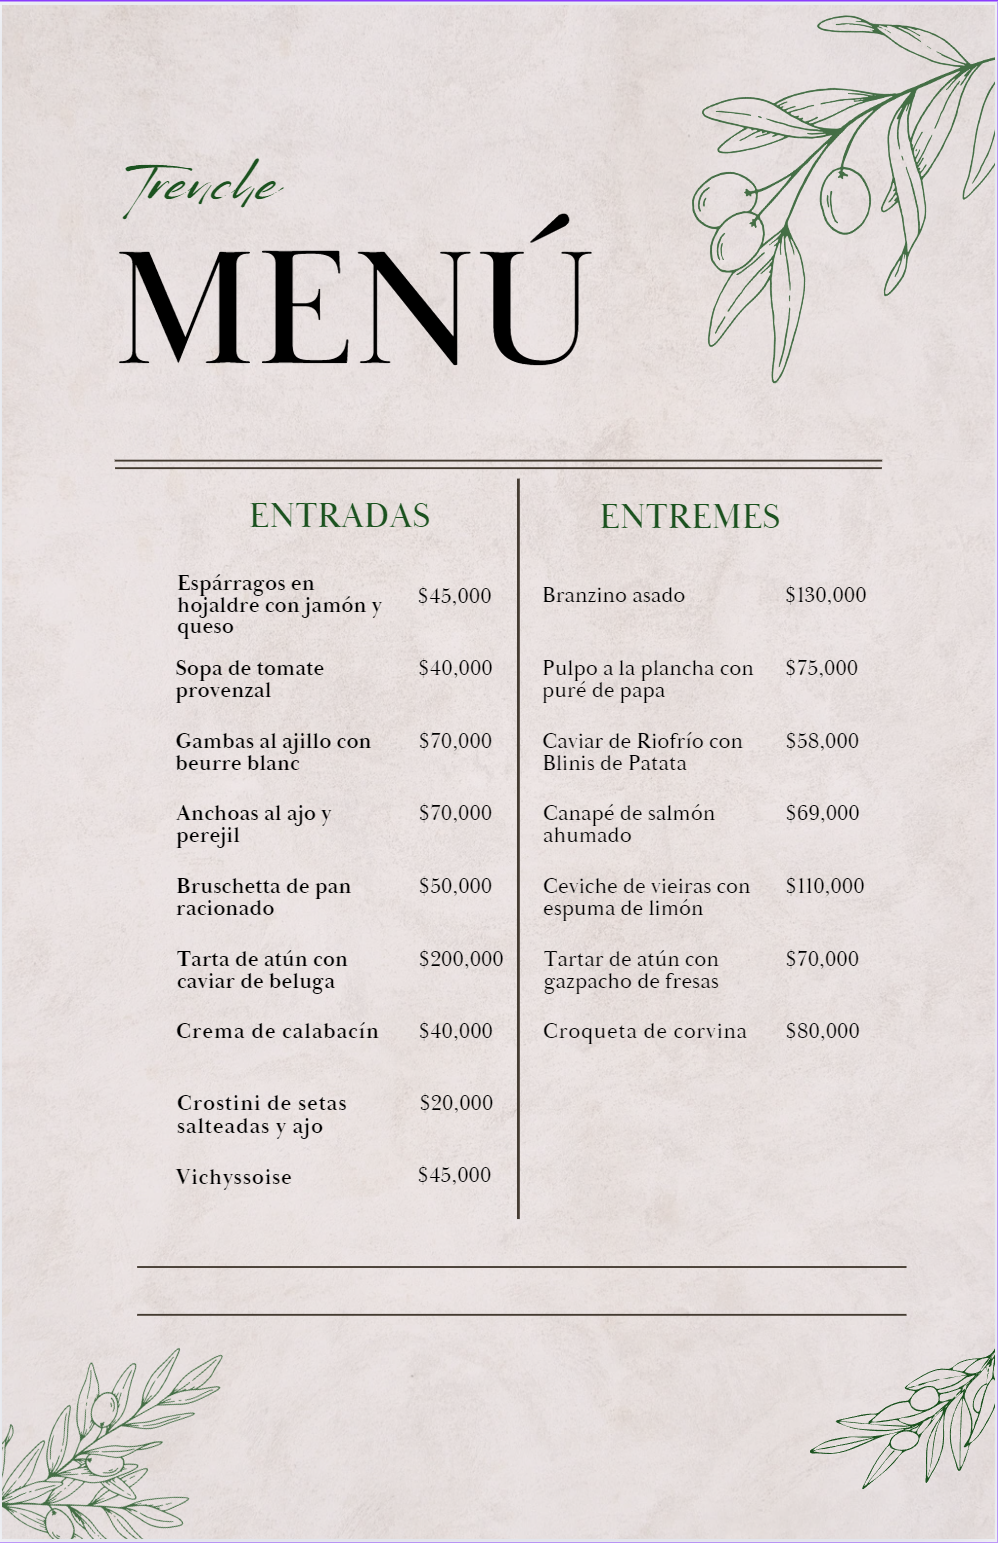 Trenche
MENÚ
ENTRADAS
Espárragos en
hojaldre con jamón y
queso
$45,000
Sopa de tomate
provenzal
$40,000
Gambas al ajillo con
beurre blanc
$70,000
Anchoas al ajo y
perejil
$70,000
Bruschetta de pan
racionado
$50,000
Tarta de atún con
caviar de beluga
$200,000
Crema de calabacín
$40,000
Crostini de setas
salteadas y ajo
$20,000
Vichyssoise
$45,000
ENTREMES
Branzino asado
$130,000
Pulpo a la plancha con
puré de papa
$75,000
Caviar de Riofrío con
Blinis de Patata
$58,000
Canapé de salmón
ahumado
$69,000
Ceviche de vieiras con
espuma de limón
$110,000
Tartar de atún con
gazpacho de fresas
$70,000
Croqueta de corvina
$80,000